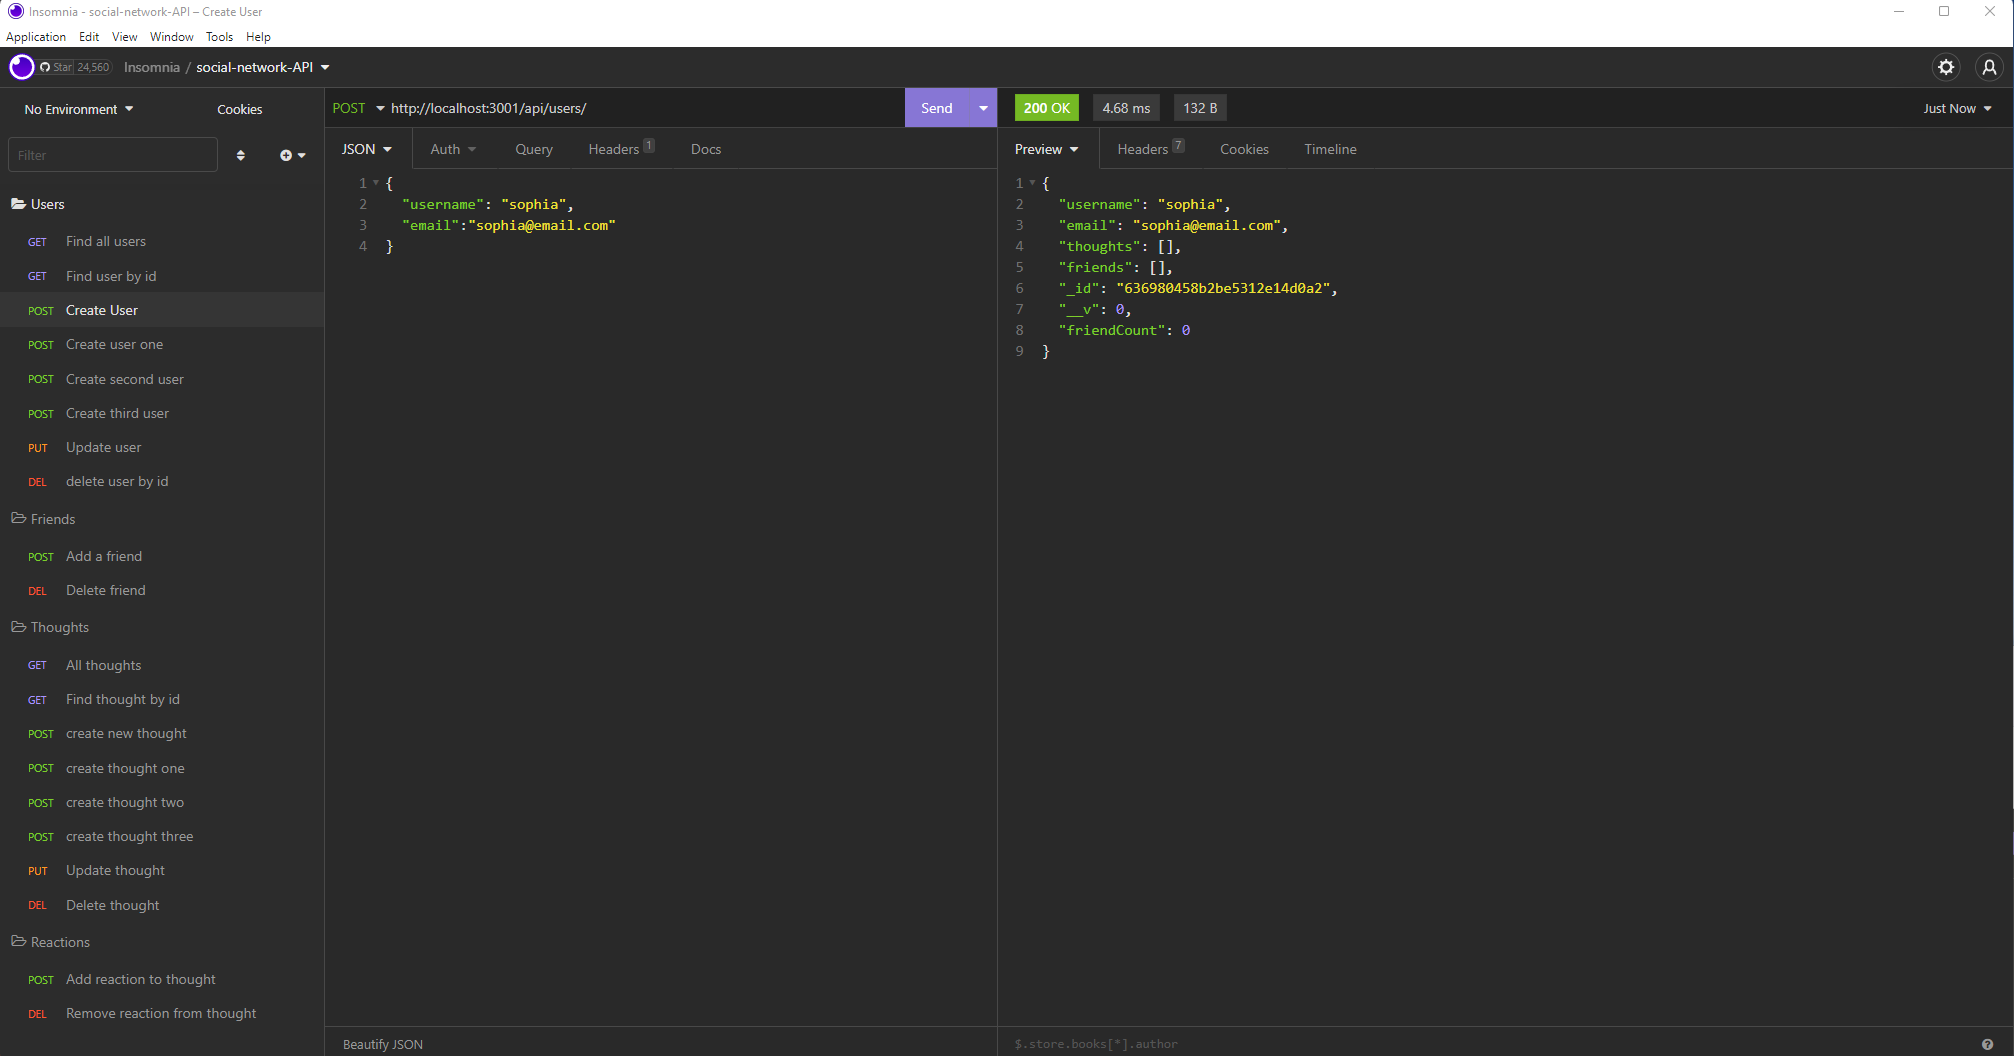 Insomnia - social-network-API – Create User
Application Edit View Window Tools Help
Star 24,560 Insomnia / social-network-API
No Environment Cookies
Filter
Users
GET Find all users
GET Find user by id
POST Create User
POST Create user one
POST Create second user
POST Create third user
PUT Update user
DEL delete user by id
Friends
POST Add a friend
DEL Delete friend
Thoughts
GET All thoughts
GET Find thought by id
POST create new thought
POST create thought one
POST create thought two
POST create thought three
PUT Update thought
DEL Delete thought
Reactions
POST Add reaction to thought
DEL Remove reaction from thought
POST http://localhost:3001/api/users/ Send
JSON Auth Query Headers 1 Docs
1 {
2 "username": "sophia",
3 "email":"sophia@email.com"
4 }
Beautify JSON
200 OK 4.68 ms 132 B Just Now
Preview Headers 7 Cookies Timeline
1 {
2 "username": "sophia",
3 "email": "sophia@email.com",
4 "thoughts": [],
5 "friends": [],
6 "_id": "636980458b2be5312e14d0a2",
7 "__v": 0,
8 "friendCount": 0
9 }
$.store.books[*].author